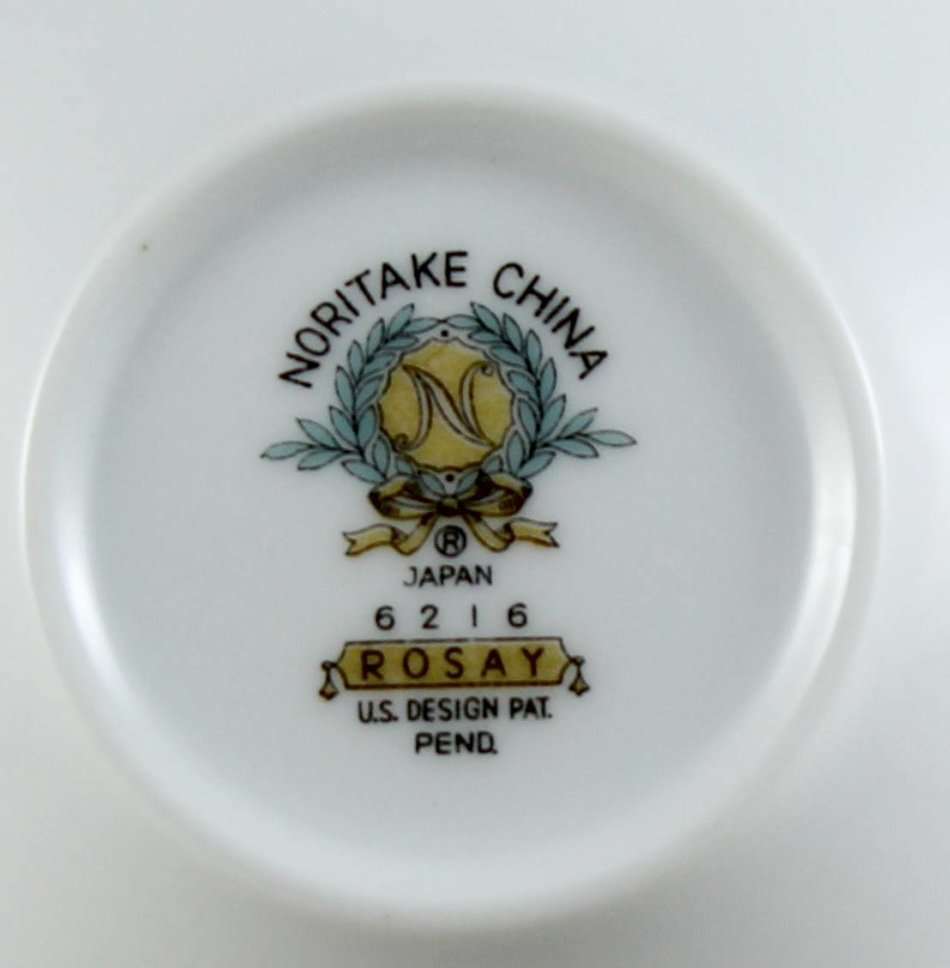 NORITAKE CHINA
N
®
JAPAN
6216
ROSAY
U.S. DESIGN PAT.
PEND.